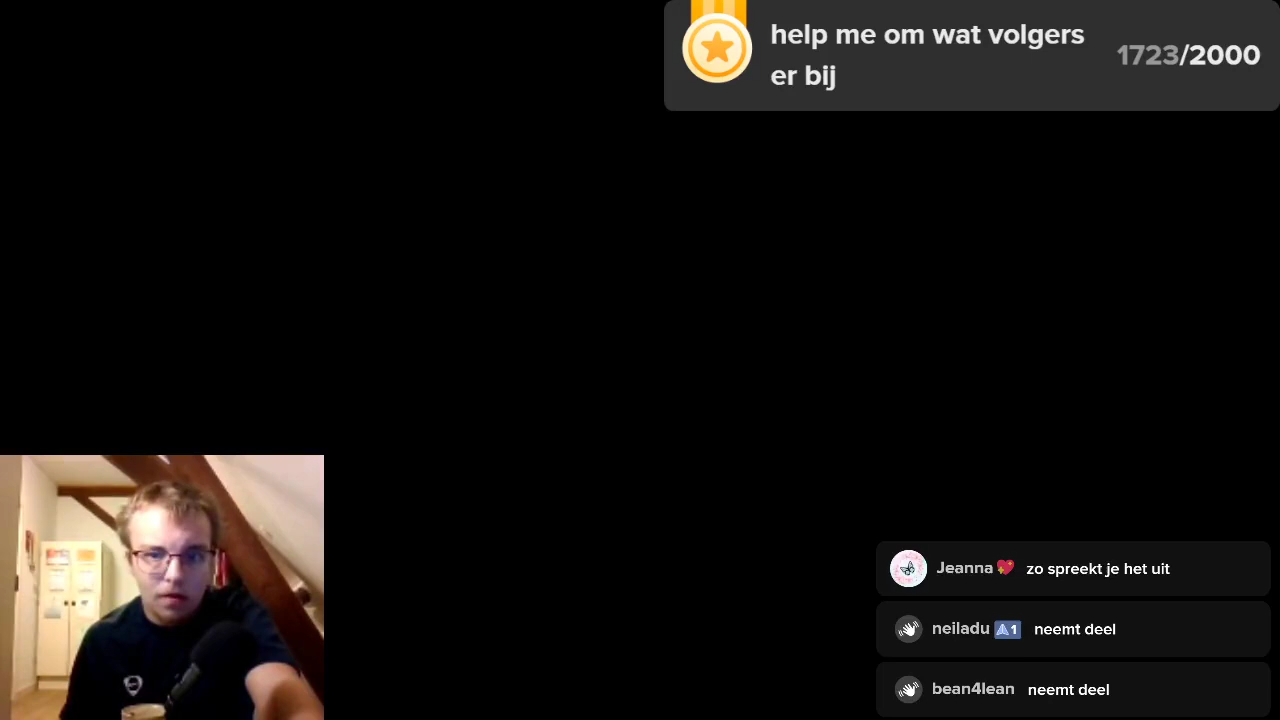 help me om wat volgers
er bij
1723/2000
Jeanna zo spreekt je het uit
neiladu 1 neemt deel
bean4lean neemt deel